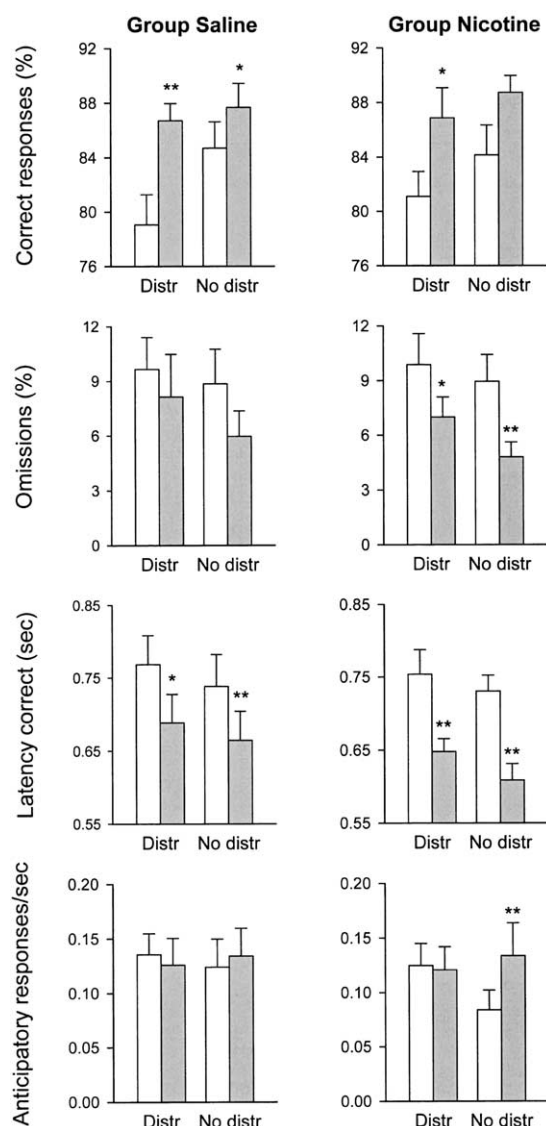 Group Saline
Group Nicotine
Correct responses (%)
92
88
84
80
76
**
*
Distr
No distr
92
88
84
80
76
*
Distr
No distr
Omissions (%)
12
9
6
3
0
Distr
No distr
12
9
6
3
0
*
**
Distr
No distr
Latency correct (sec)
0.85
0.75
0.65
0.55
*
**
Distr
No distr
0.85
0.75
0.65
0.55
**
**
Distr
No distr
Anticipatory responses/sec
0.20
0.15
0.10
0.05
0.00
Distr
No distr
0.20
0.15
0.10
0.05
0.00
**
Distr
No distr